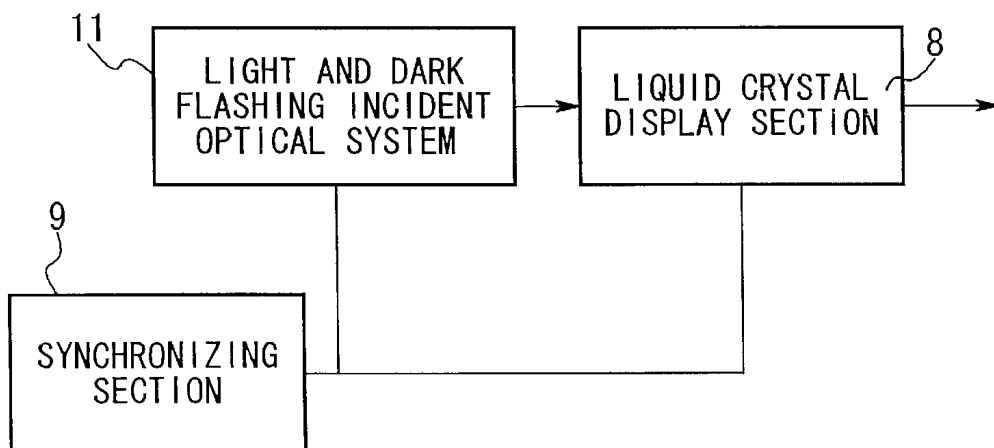 11
LIGHT AND DARK
FLASHING INCIDENT
OPTICAL SYSTEM
8
LIQUID CRYSTAL
DISPLAY SECTION
9
SYNCHRONIZING
SECTION